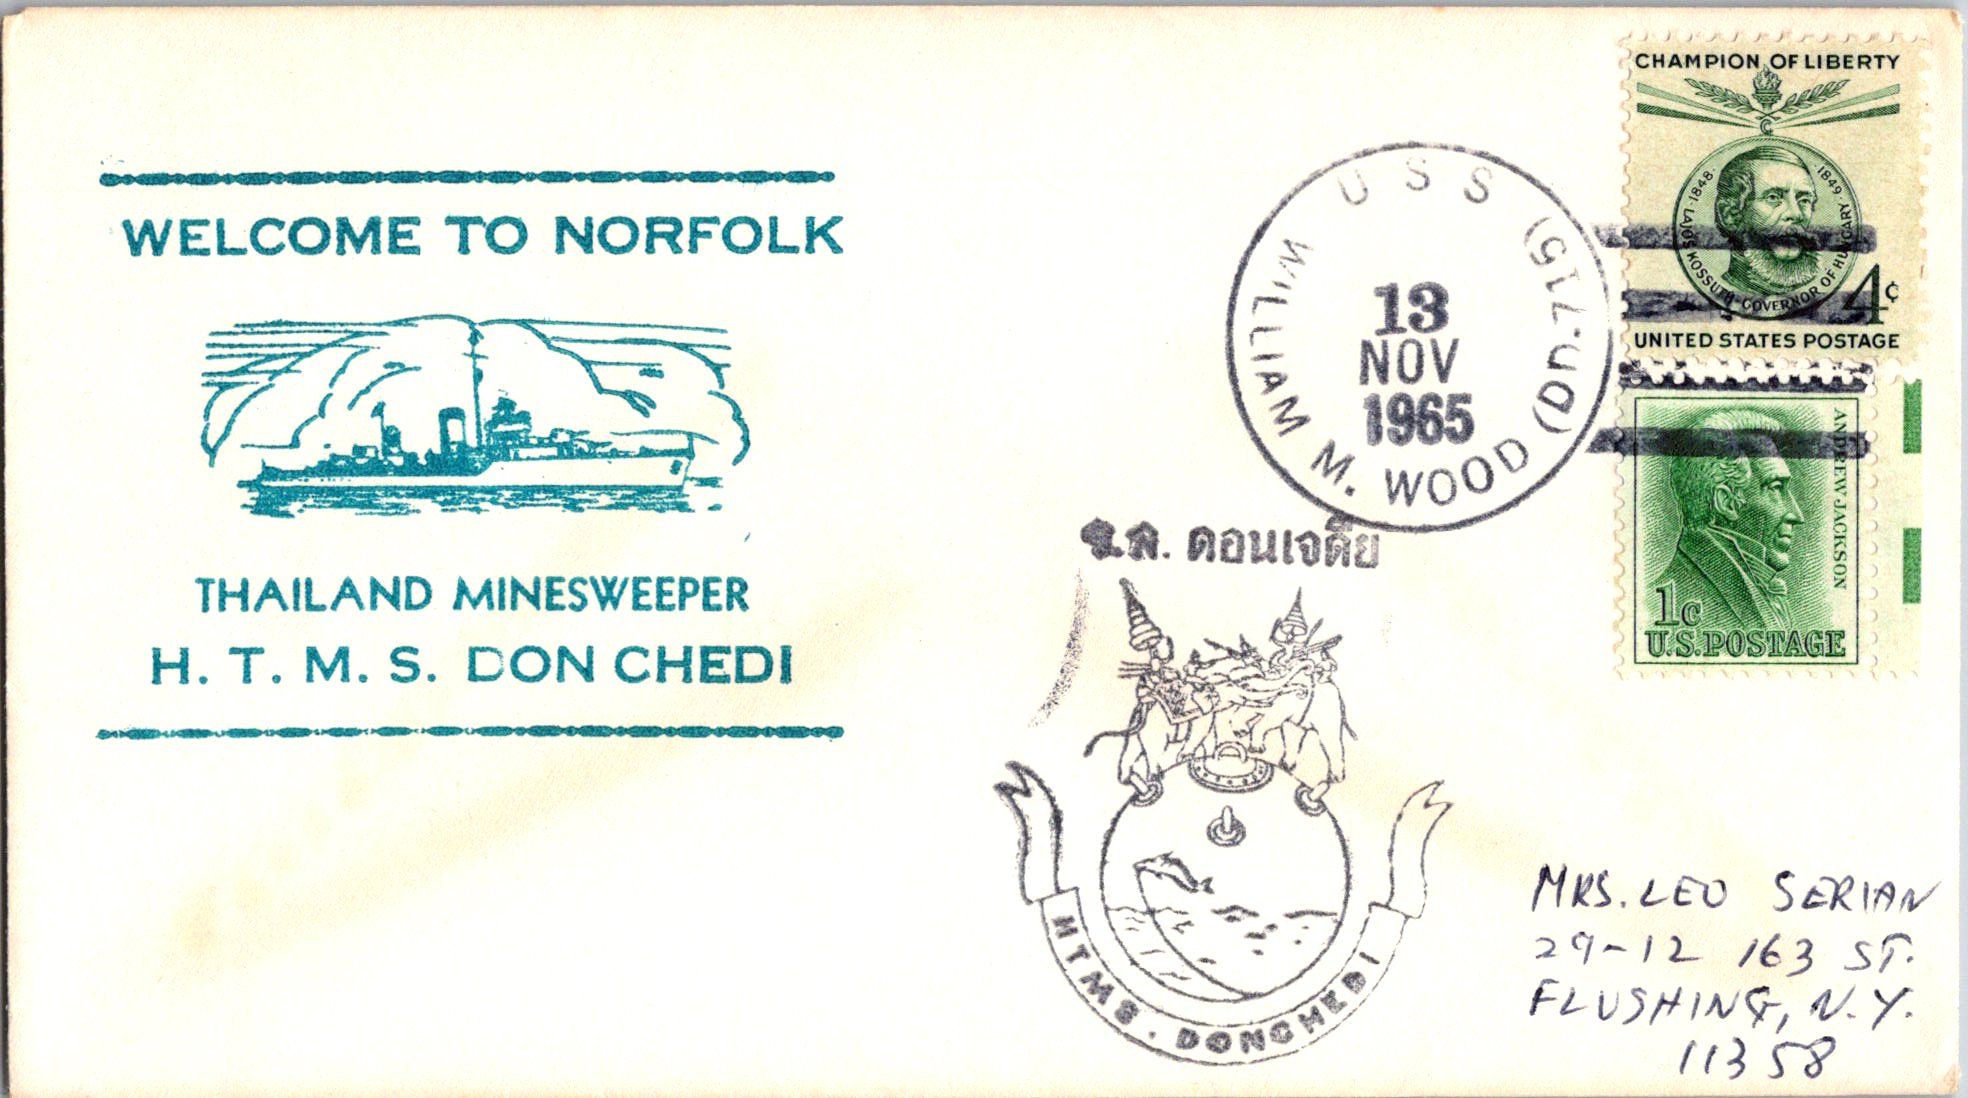 WELCOME TO NORFOLK
THAILAND MINESWEEPER
H. T. M. S. DON CHEDI
USS WILLIAM M. WOOD (DD-715)
13
NOV
1965
CHAMPION OF LIBERTY
1848-1849
LAJOS KOSSUTH GOVERNOR OF HUNGARY
4¢
UNITED STATES POSTAGE
ANDREW JACKSON
1c
U.S. POSTAGE
ร.ล. ดอนเจดีย์
HTMS. DONCHEDI
MRS. LEO SERIAN
29-12 163 ST.
FLUSHING, N.Y.
11358